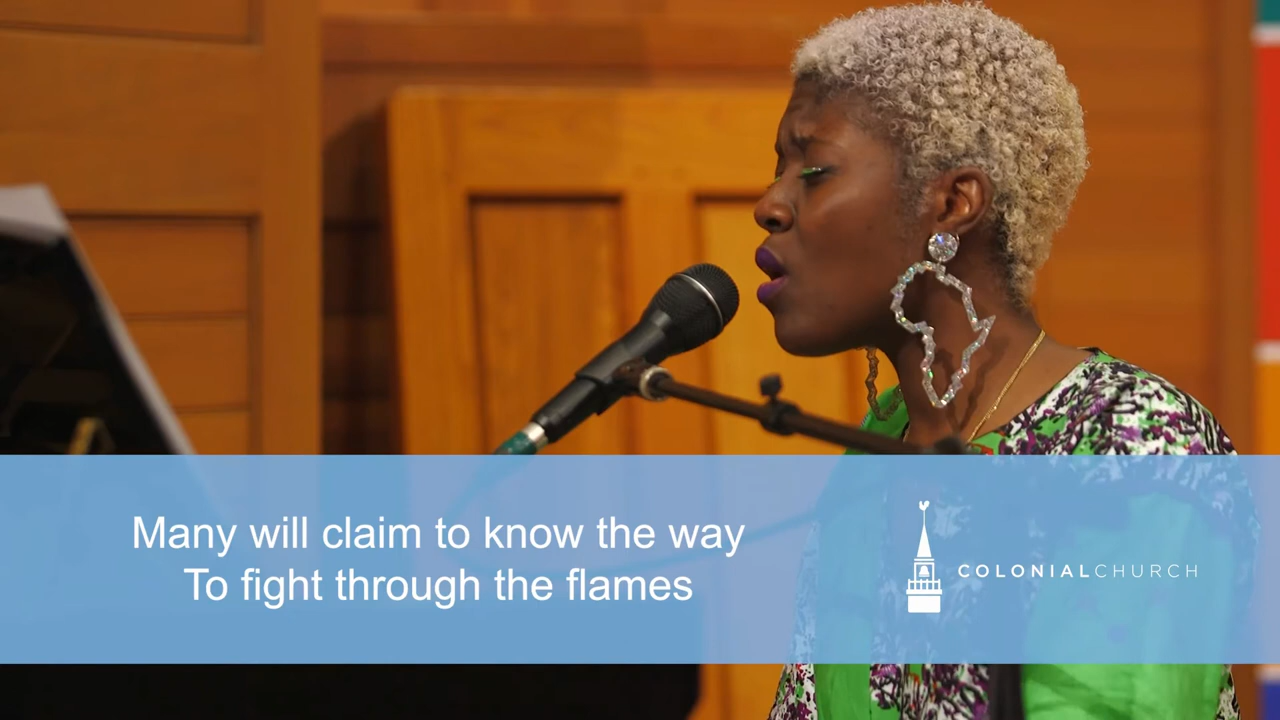 Many will claim to know the way
To fight through the flames
COLONIALCHURCH